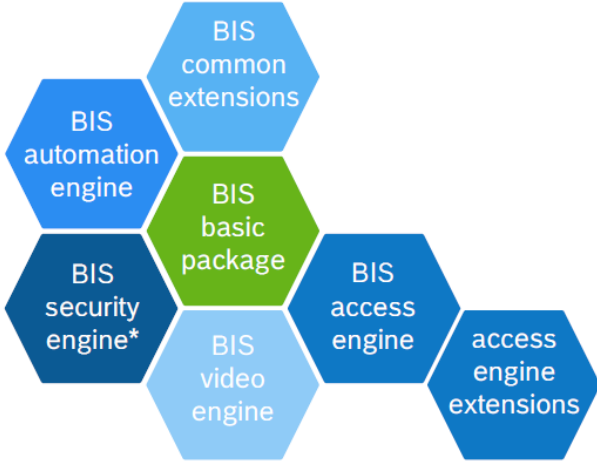 BIS
common
extensions
BIS
automation
engine
BIS
basic
package
BIS
security
engine*
BIS
access
engine
BIS
video
engine
access
engine
extensions